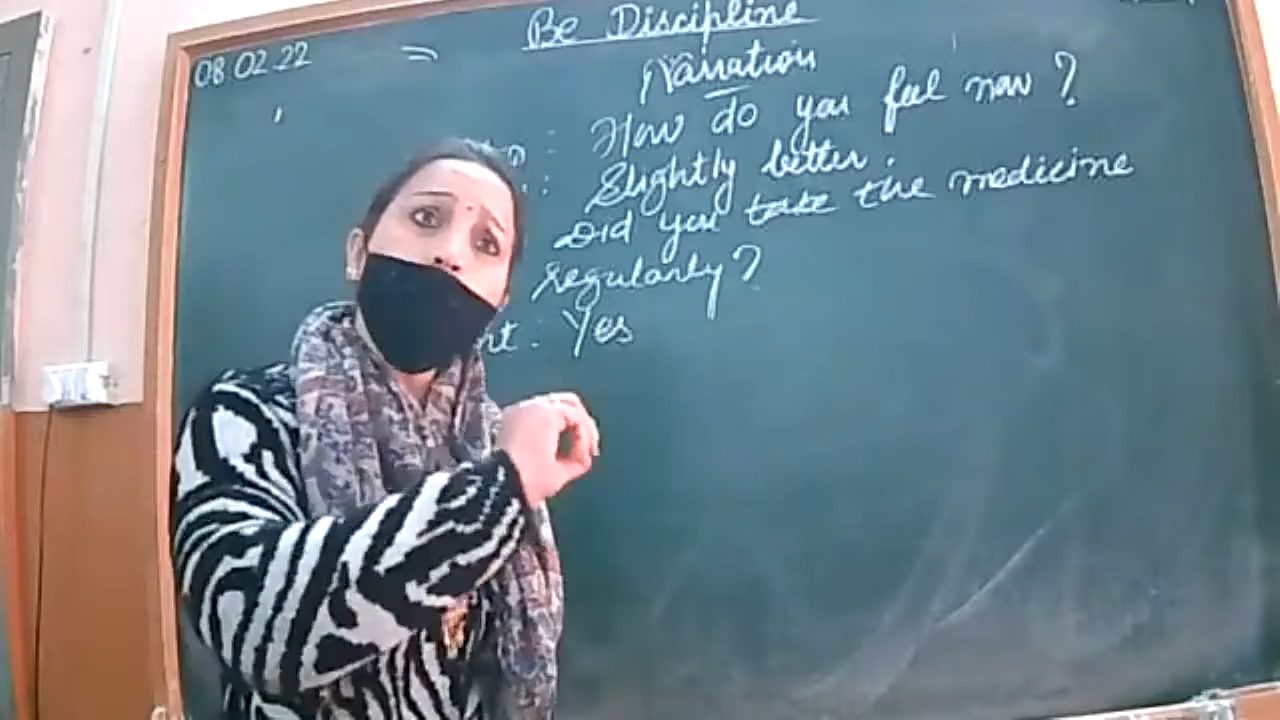 Be Discipline
08.02.22
Narration
: How do you feel now ?
: Slightly better.
Did you take the medicine
regularly?
nt : Yes